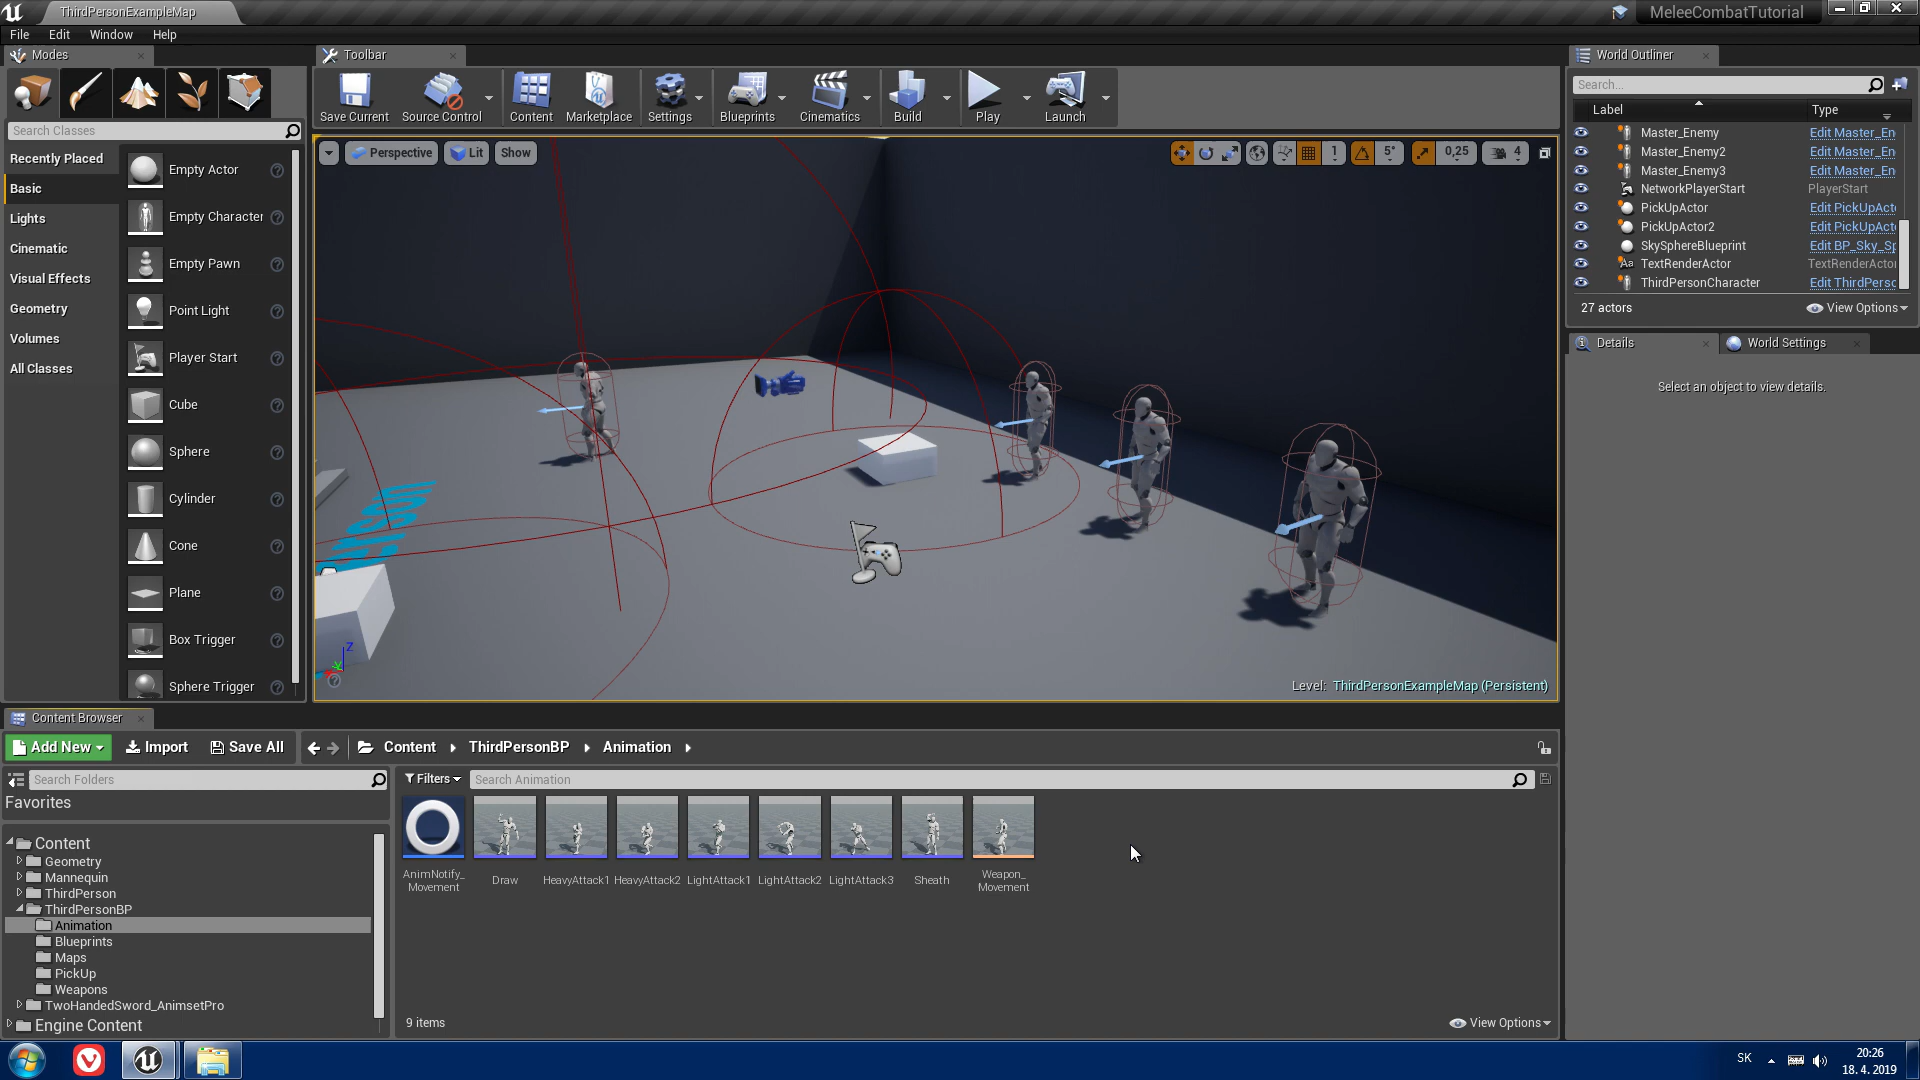 ThirdPersonExampleMap
MeleeCombatTutorial
File Edit Window Help
Modes
Toolbar
World Outliner
Save Current
Source Control
Content
Marketplace
Settings
Blueprints
Cinematics
Build
Play
Launch
Search Classes
Recently Placed
Basic
Lights
Cinematic
Visual Effects
Geometry
Volumes
All Classes
Empty Actor
Empty Character
Empty Pawn
Point Light
Player Start
Cube
Sphere
Cylinder
Cone
Plane
Box Trigger
Sphere Trigger
Perspective Lit Show
1 5° 0,25 4
Z
Level: ThirdPersonExampleMap (Persistent)
Search...
Label Type
Master_Enemy Edit Master_En
Master_Enemy2 Edit Master_En
Master_Enemy3 Edit Master_En
NetworkPlayerStart PlayerStart
PickUpActor Edit PickUpActo
PickUpActor2 Edit PickUpActo
SkySphereBlueprint Edit BP_Sky_Sp
Aa TextRenderActor TextRenderActor
ThirdPersonCharacter Edit ThirdPerso
27 actors View Options
Details World Settings
Select an object to view details.
Content Browser
Add New Import Save All Content ThirdPersonBP Animation
Search Folders
Filters Search Animation
Favorites
Content
Geometry
Mannequin
ThirdPerson
ThirdPersonBP
Animation
Blueprints
Maps
PickUp
Weapons
TwoHandedSword_AnimsetPro
Engine Content
AnimNotify_
Movement
Draw
HeavyAttack1
HeavyAttack2
LightAttack1
LightAttack2
LightAttack3
Sheath
Weapon_
Movement
9 items View Options
SK
20:26
18. 4. 2019